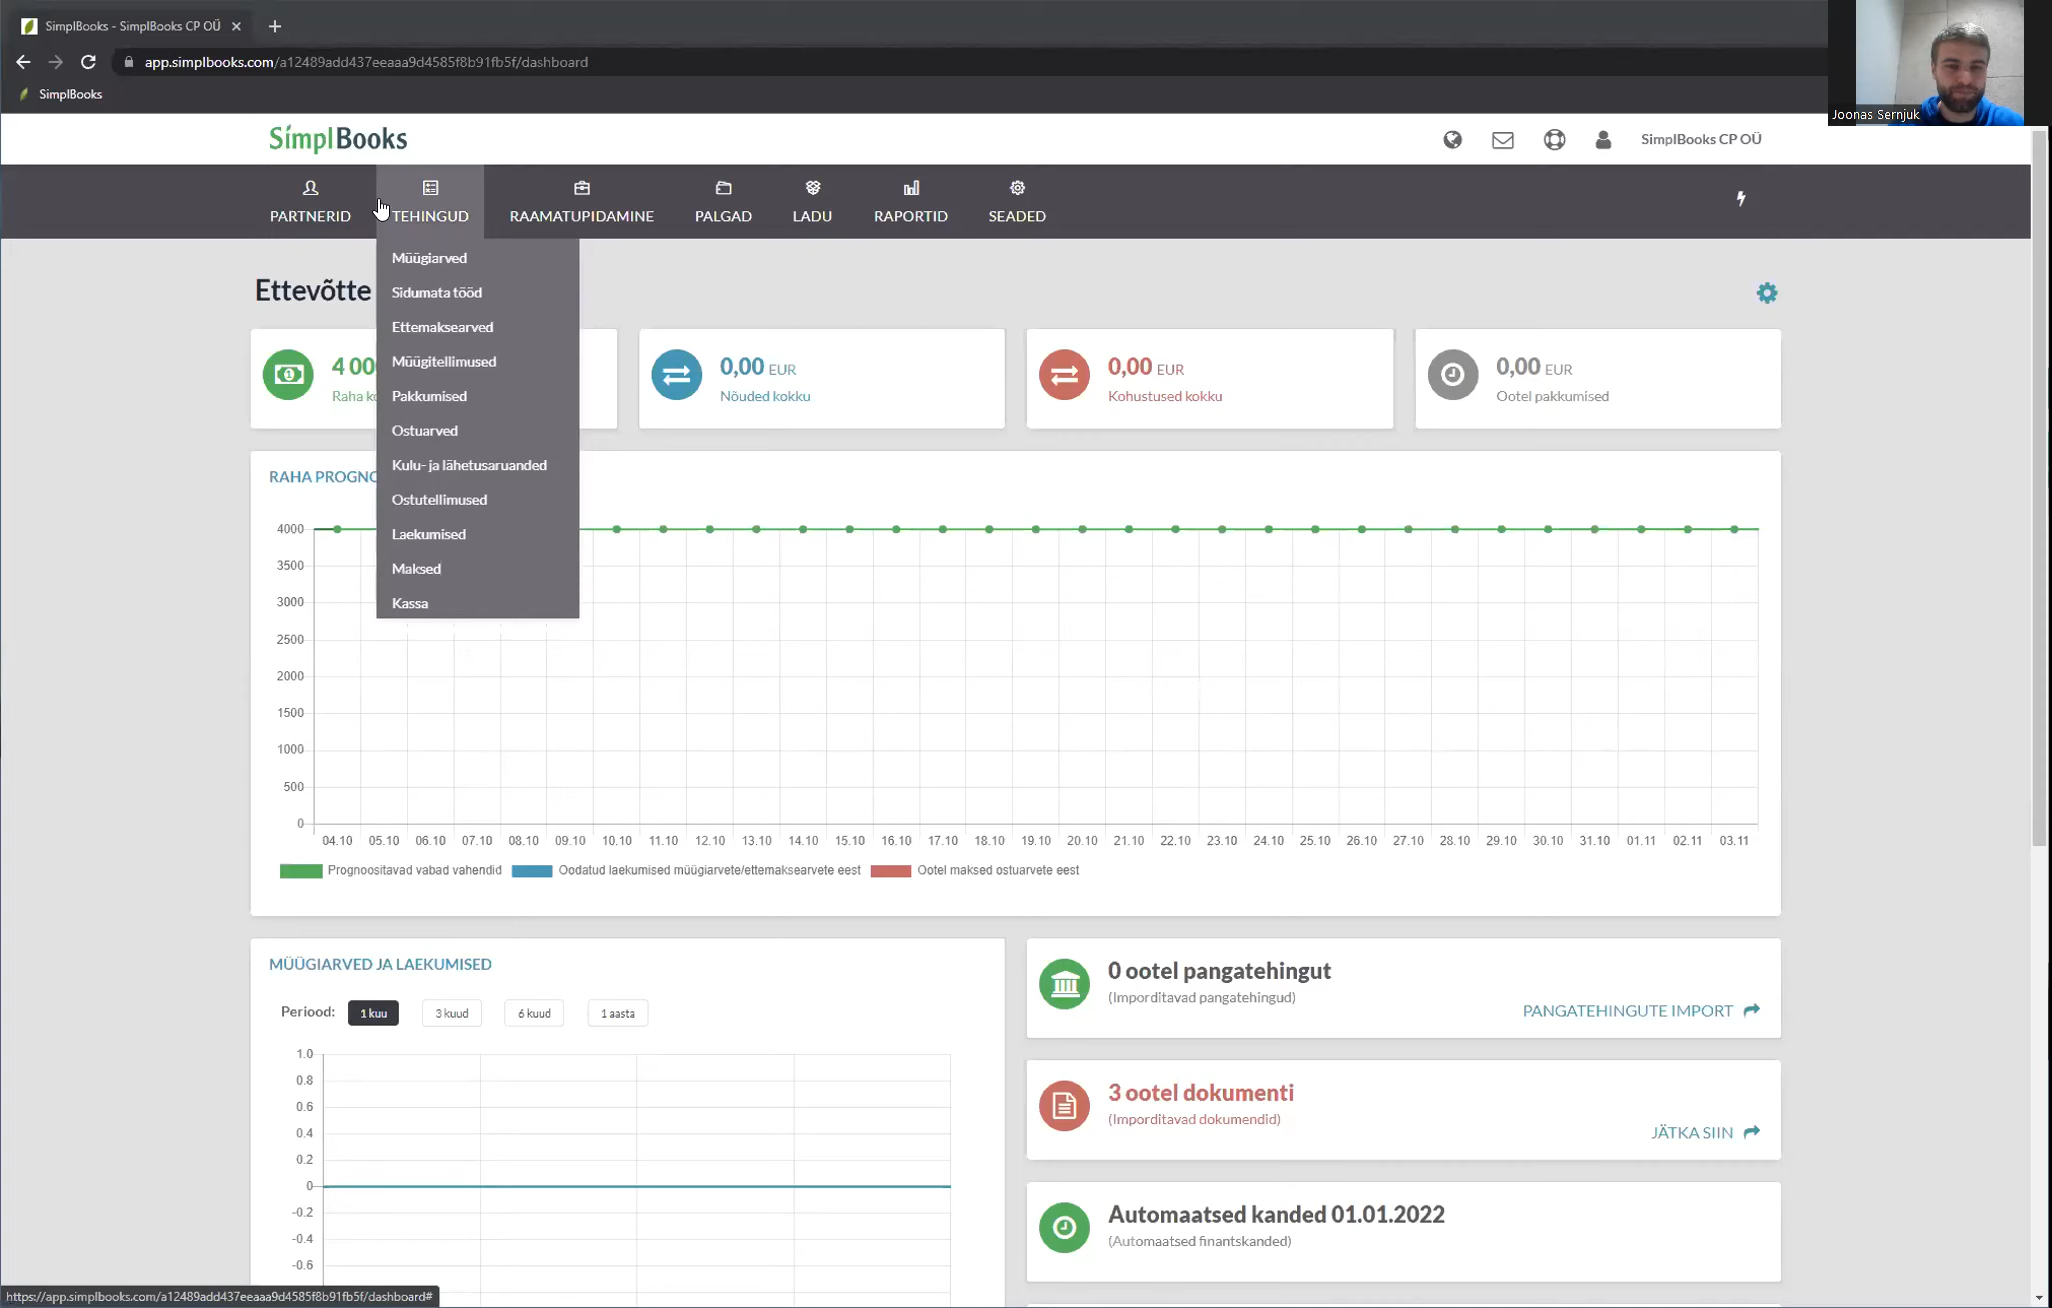 SimplBooks - SimplBooks CP OÜ
app.simplbooks.com/a12489add437eeaaa9d4585f8b91fb5f/dashboard
SimplBooks
Joonas Sernjuk
SimplBooks
SimplBooks CP OÜ
PARTNERID TEHINGUD RAAMATUPIDAMINE PALGAD LADU RAPORTID SEADED
Müügiarved
Sidumata tööd
Ettemaksearved
Müügitellimused
Pakkumised
Ostuarved
Kulu- ja lähetusaruanded
Ostutellimused
Laekumised
Maksed
Kassa
Ettevõtte
4 00
Raha k
0,00 EUR
Nõuded kokku
0,00 EUR
Kohustused kokku
0,00 EUR
Ootel pakkumised
RAHA PROGNO
4000
3500
3000
2500
2000
1500
1000
500
0
04.10 05.10 06.10 07.10 08.10 09.10 10.10 11.10 12.10 13.10 14.10 15.10 16.10 17.10 18.10 19.10 20.10 21.10 22.10 23.10 24.10 25.10 26.10 27.10 28.10 29.10 30.10 31.10 01.11 02.11 03.11
Prognoositavad vabad vahendid Oodatud laekumised müügiarvete/ettemaksearvete eest Ootel maksed ostuarvete eest
MÜÜGIARVED JA LAEKUMISED
Periood: 1 kuu 3 kuud 6 kuud 1 aasta
1.0
0.8
0.6
0.4
0.2
0
-0.2
-0.4
-0.6
0 ootel pangatehingut
(Imporditavad pangatehingud)
PANGATEHINGUTE IMPORT
3 ootel dokumenti
(Imporditavad dokumendid)
JÄTKA SIIN
Automaatsed kanded 01.01.2022
(Automaatsed finantskanded)
https://app.simplbooks.com/a12489add437eeaaa9d4585f8b91fb5f/dashboard#